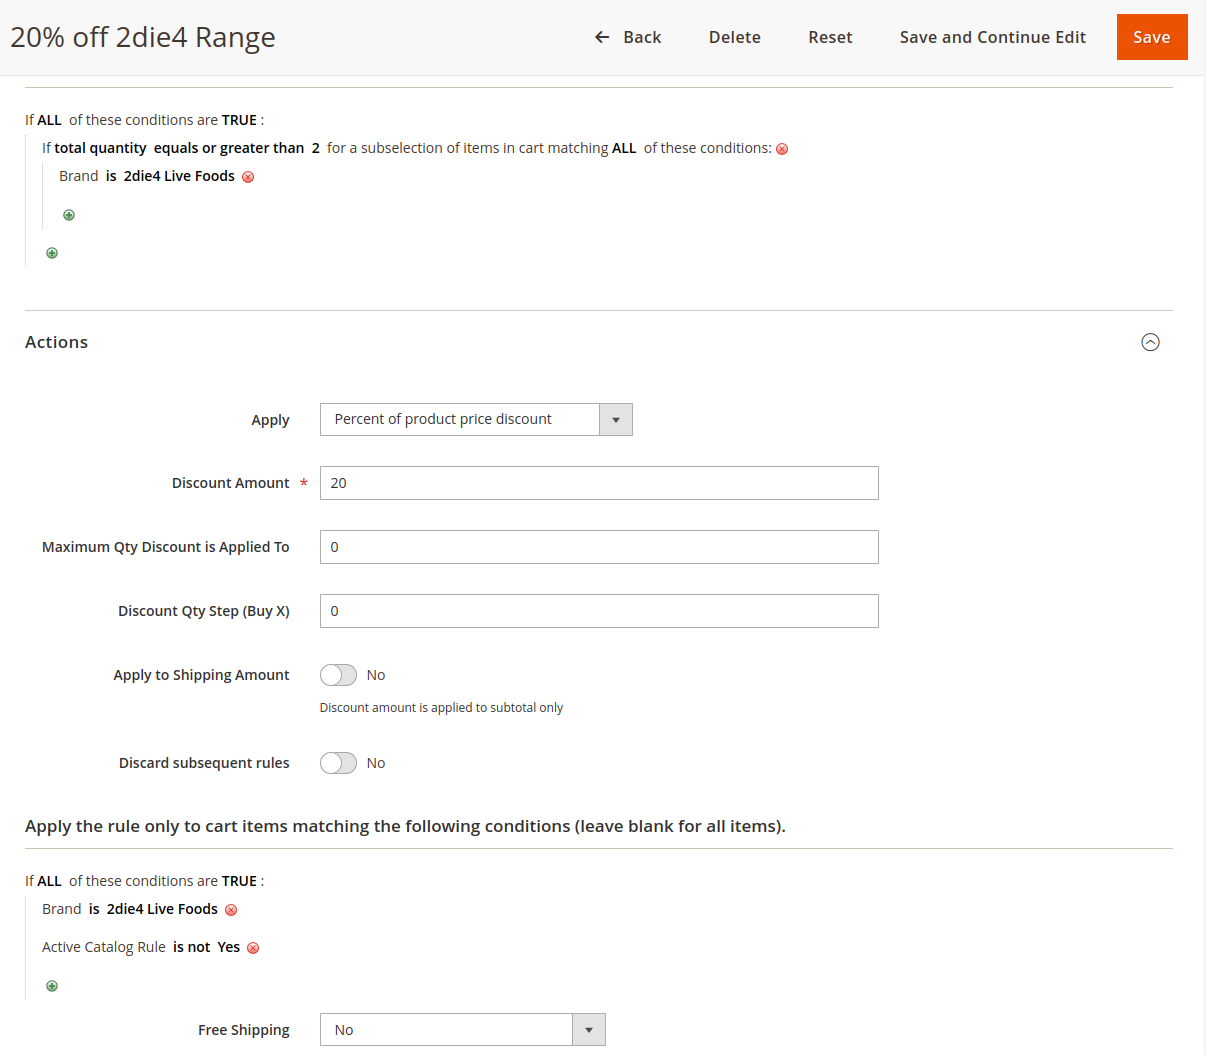 20% off 2die4 Range
Back Delete Reset Save and Continue Edit Save
If ALL of these conditions are TRUE :
If total quantity equals or greater than 2 for a subselection of items in cart matching ALL of these conditions:
Brand is 2die4 Live Foods
Actions
Apply Percent of product price discount
Discount Amount * 20
Maximum Qty Discount is Applied To 0
Discount Qty Step (Buy X) 0
Apply to Shipping Amount No
Discount amount is applied to subtotal only
Discard subsequent rules No
Apply the rule only to cart items matching the following conditions (leave blank for all items).
If ALL of these conditions are TRUE :
Brand is 2die4 Live Foods
Active Catalog Rule is not Yes
Free Shipping No